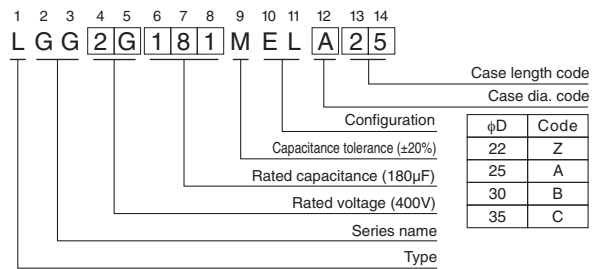 1 2 3 4 5 6 7 8 9 10 11 12 13 14
L G G 2 G 1 8 1 M E L A 2 5
Case length code
Case dia. code
Configuration
Capacitance tolerance (±20%)
Rated capacitance (180µF)
Rated voltage (400V)
Series name
Type
ϕD Code
22 Z
25 A
30 B
35 C